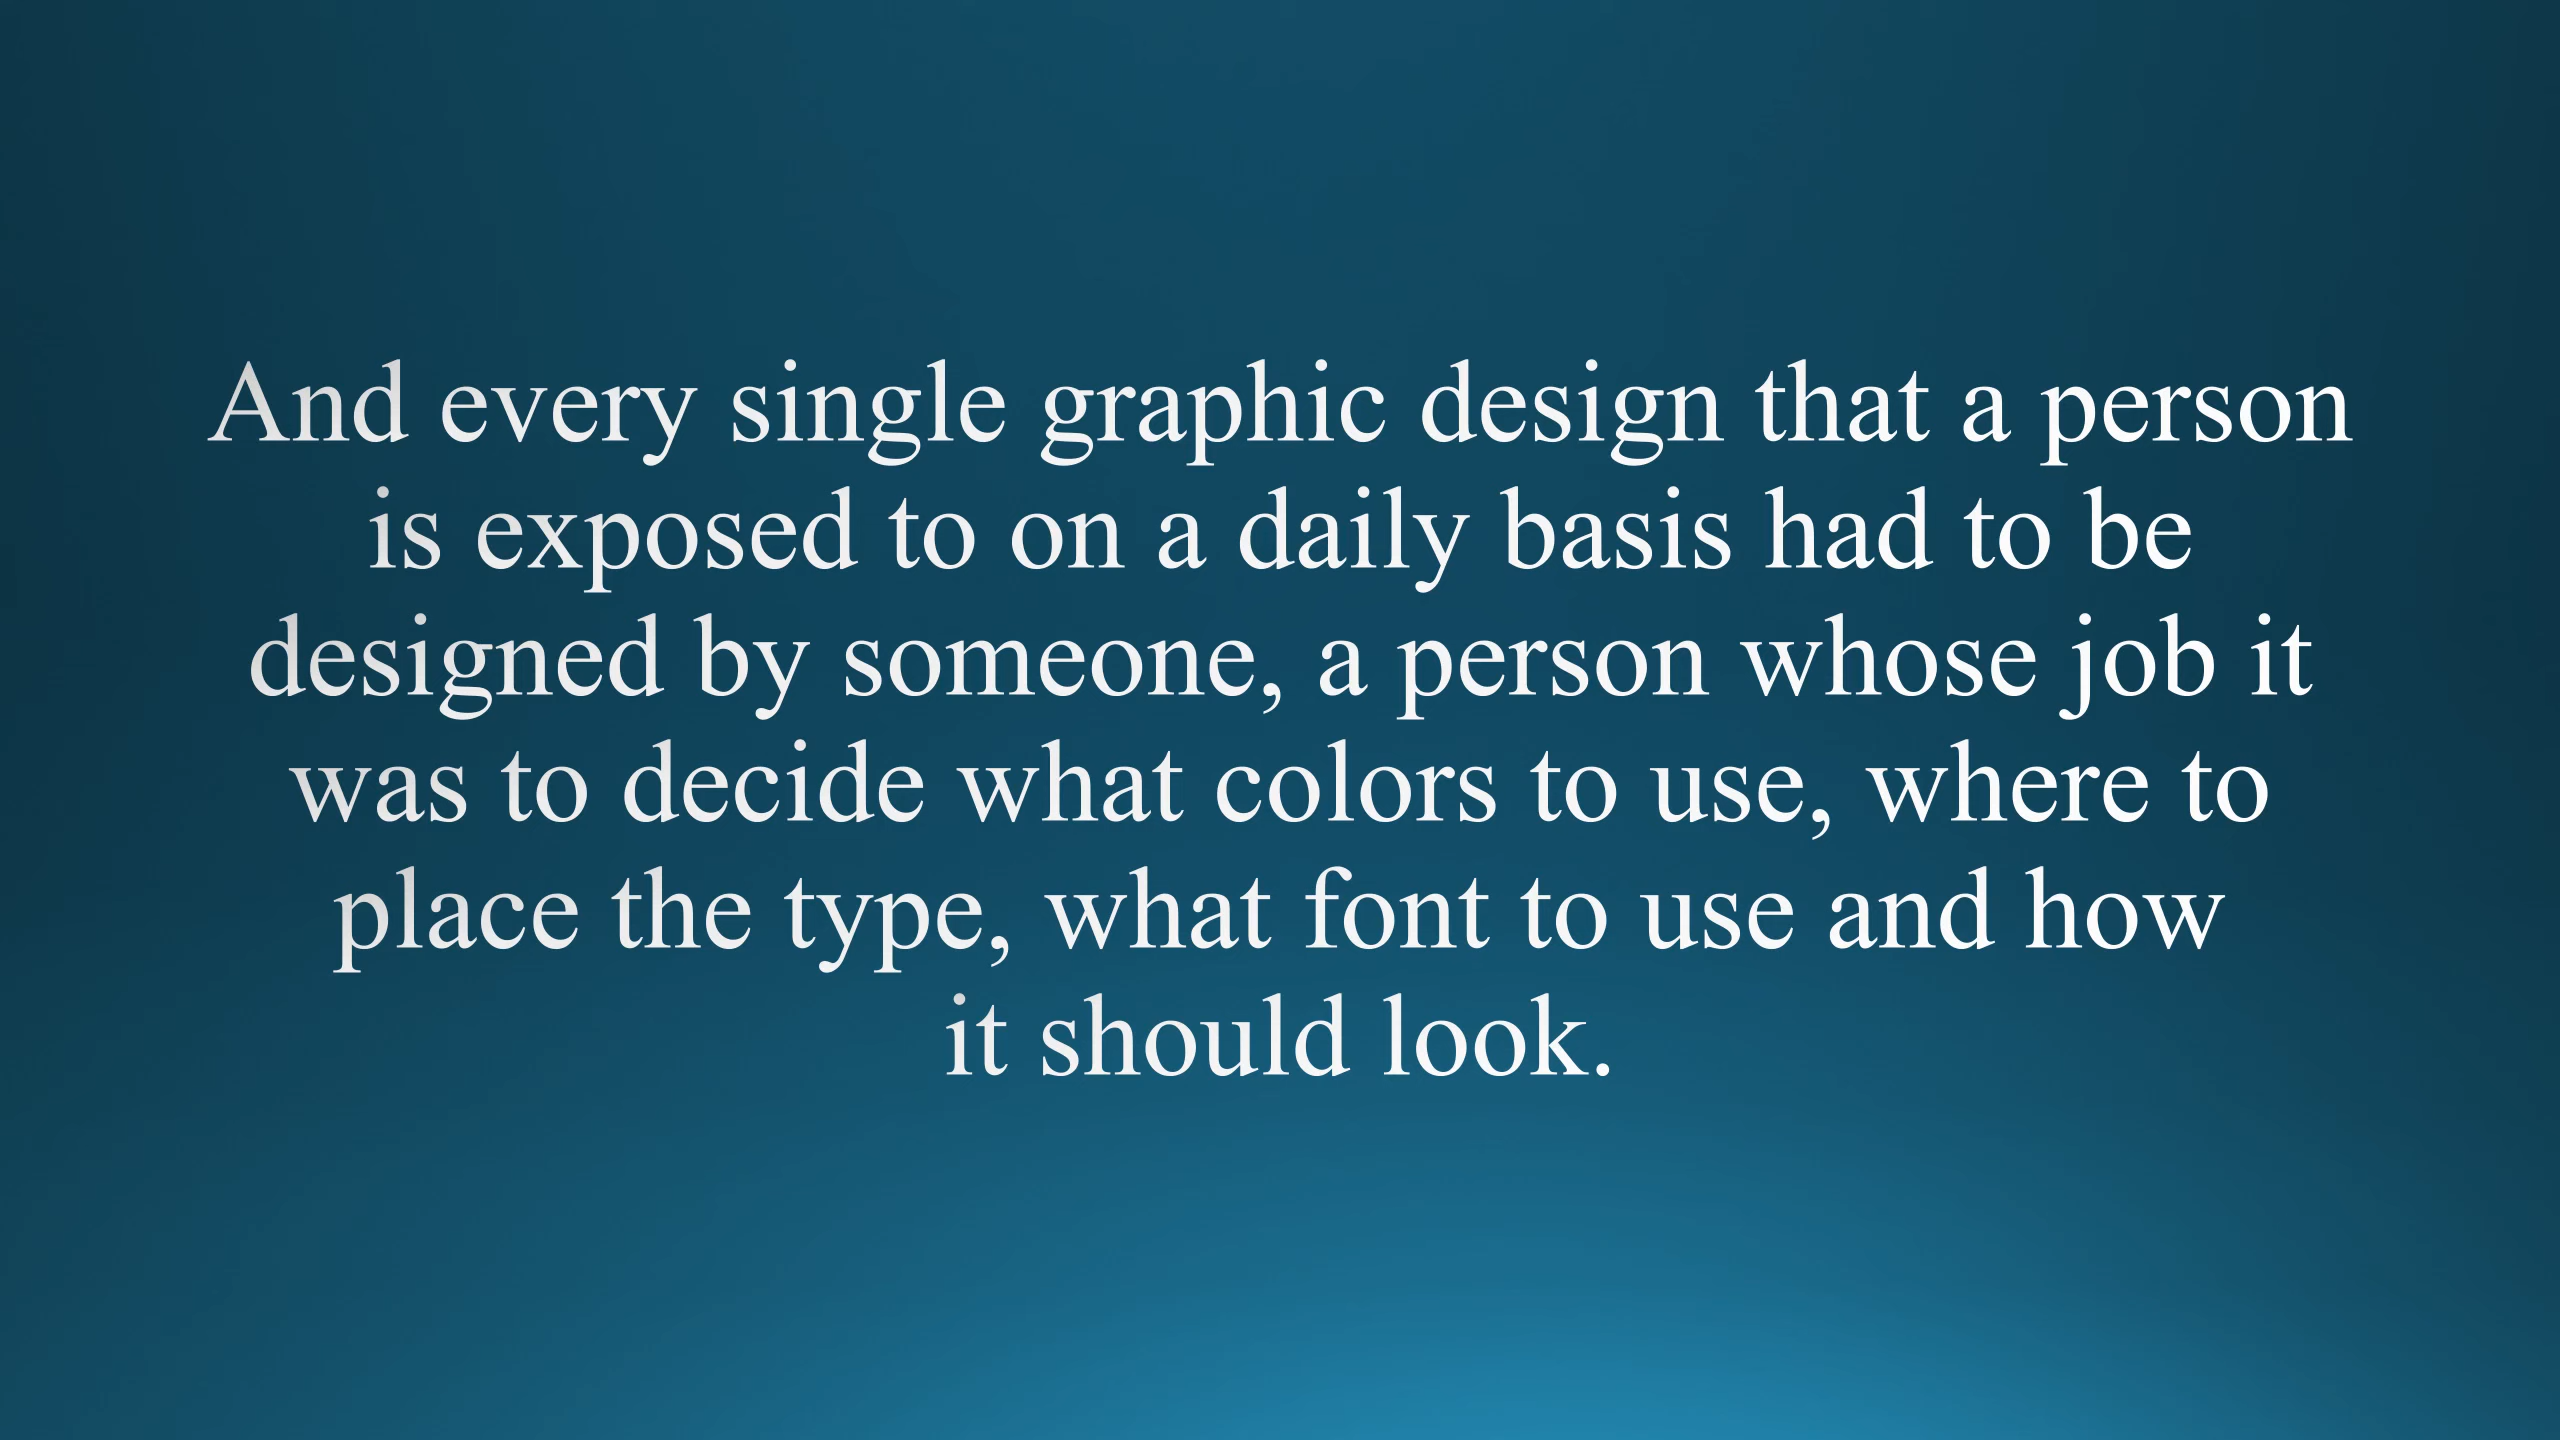 And every single graphic design that a person
is exposed to on a daily basis had to be
designed by someone, a person whose job it
was to decide what colors to use, where to
place the type, what font to use and how
it should look.